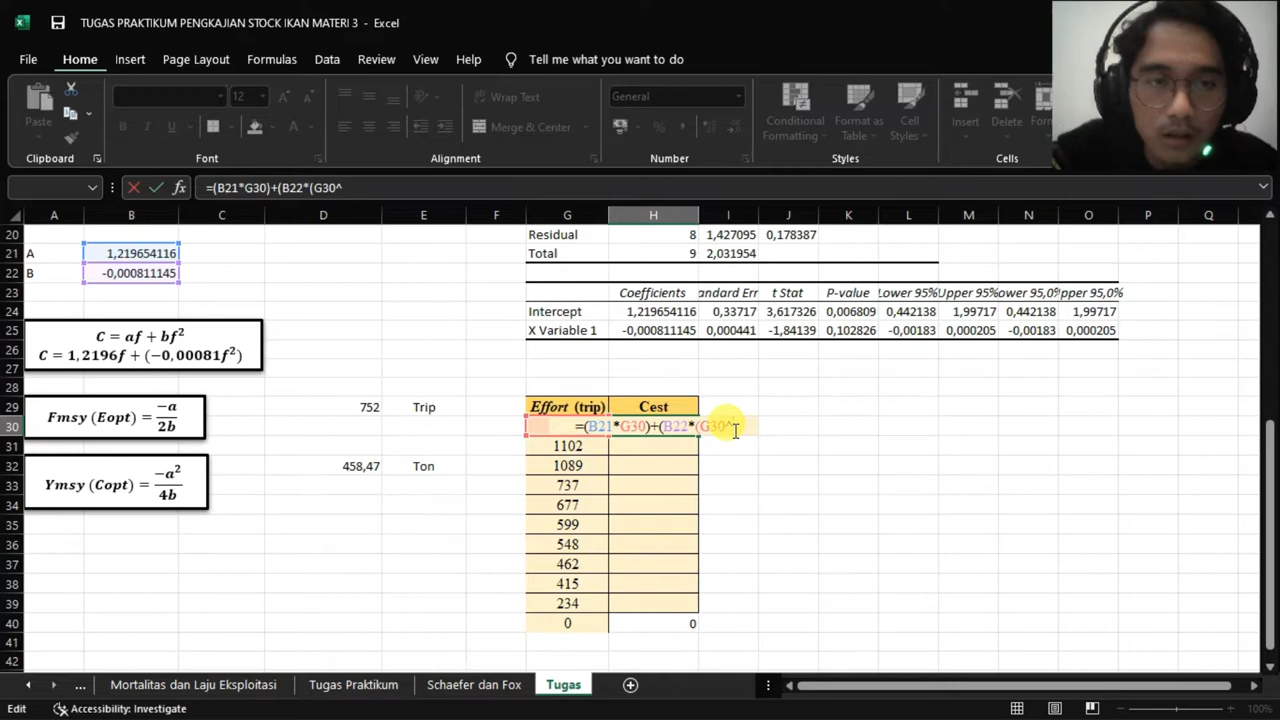 TUGAS PRAKTIKUM PENGKAJIAN STOCK IKAN MATERI 3 - Excel
File Home Insert Page Layout Formulas Data Review View Help Tell me what you want to do
Paste
12
A A
B I U
Wrap Text
Merge & Center
General
% 
Conditional Formatting
Format as Table
Cell Styles
Insert
Delete
Clipboard Font Alignment Number Styles Cells
=(B21*G30)+(B22*(G30^
A B C D E F G H I J K L M N O P Q
20 Residual 8 1,427095 0,178387
21 A 1,219654116 Total 9 2,031954
22 B -0,000811145
23 Coefficients andard Err t Stat P-value Lower 95% Upper 95% ower 95,0% pper 95,0%
24 Intercept 1,219654116 0,33717 3,617326 0,006809 0,442138 1,99717 0,442138 1,99717
25 X Variable 1 -0,000811145 0,000441 -1,84139 0,102826 -0,00183 0,000205 -0,00183 0,000205
C = af + bf²
C = 1,2196f + (−0,00081f²)
26
27
28
29 752 Trip Effort (trip) Cest
Fmsy (Eopt) = −a / 2b
30 =(B21*G30)+(B22*(G30^
31 1102
32 458,47 Ton 1089
Ymsy (Copt) = −a² / 4b
33 737
34 677
35 599
36 548
37 462
38 415
39 234
40 0 0
41
42
... Mortalitas dan Laju Eksploitasi Tugas Praktikum Schaefer dan Fox Tugas
Edit Accessibility: Investigate 100%